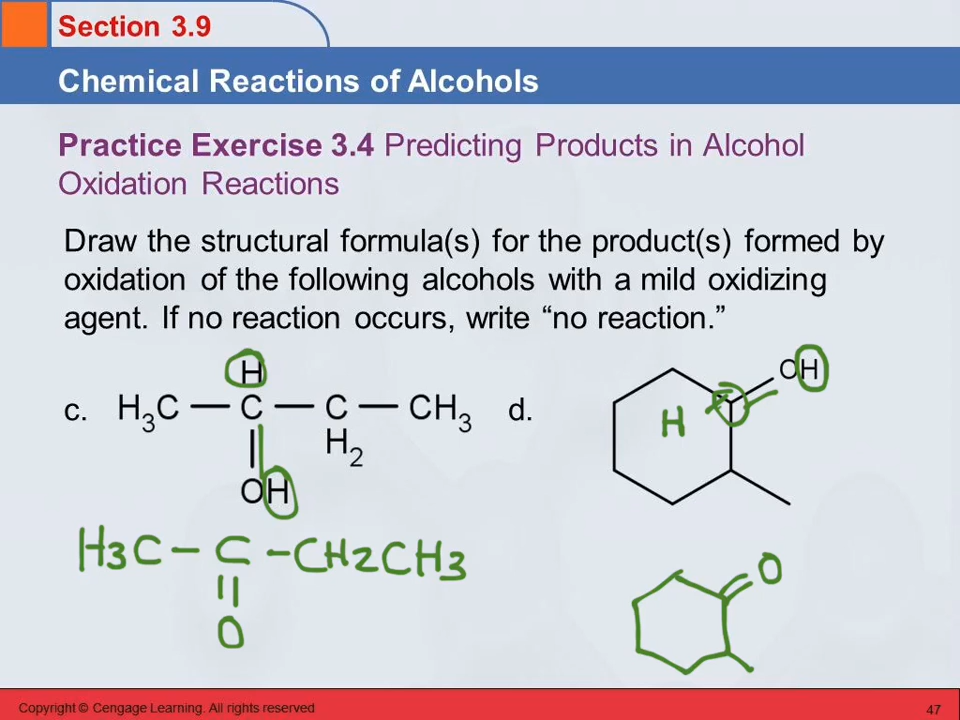 Section 3.9
Chemical Reactions of Alcohols
Practice Exercise 3.4 Predicting Products in Alcohol
Oxidation Reactions
Draw the structural formula(s) for the product(s) formed by
oxidation of the following alcohols with a mild oxidizing
agent. If no reaction occurs, write “no reaction.”
H
c. H3C — C — C — CH3
H2
OH
d.
OH
H
H3C – C – CH2CH3
O
O
Copyright © Cengage Learning. All rights reserved
47